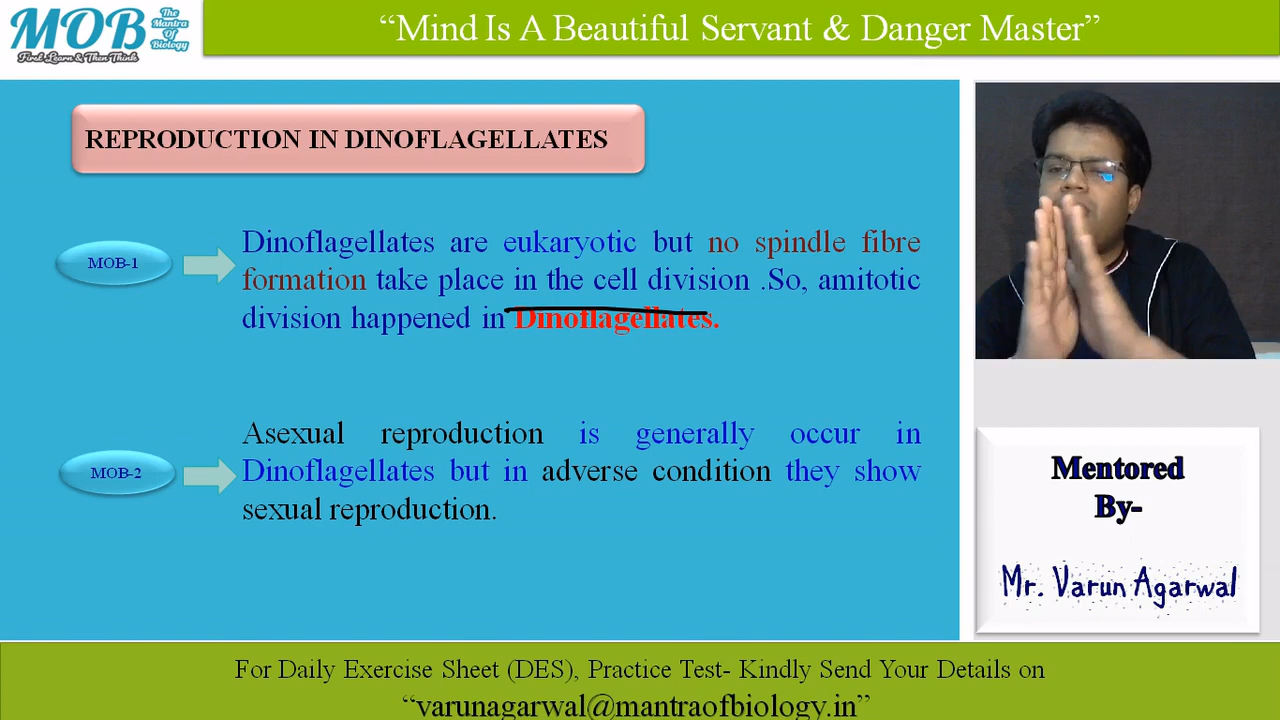 MOB
The
Mantra
Of
Biology
First Learn & Then Think
“Mind Is A Beautiful Servant & Danger Master”
REPRODUCTION IN DINOFLAGELLATES
MOB-1
Dinoflagellates are eukaryotic but no spindle fibre
formation take place in the cell division .So, amitotic
division happened in Dinoflagellates.
MOB-2
Asexual reproduction is generally occur in
Dinoflagellates but in adverse condition they show
sexual reproduction.
Mentored
By-
Mr. Varun Agarwal
For Daily Exercise Sheet (DES), Practice Test- Kindly Send Your Details on
“varunagarwal@mantraofbiology.in”